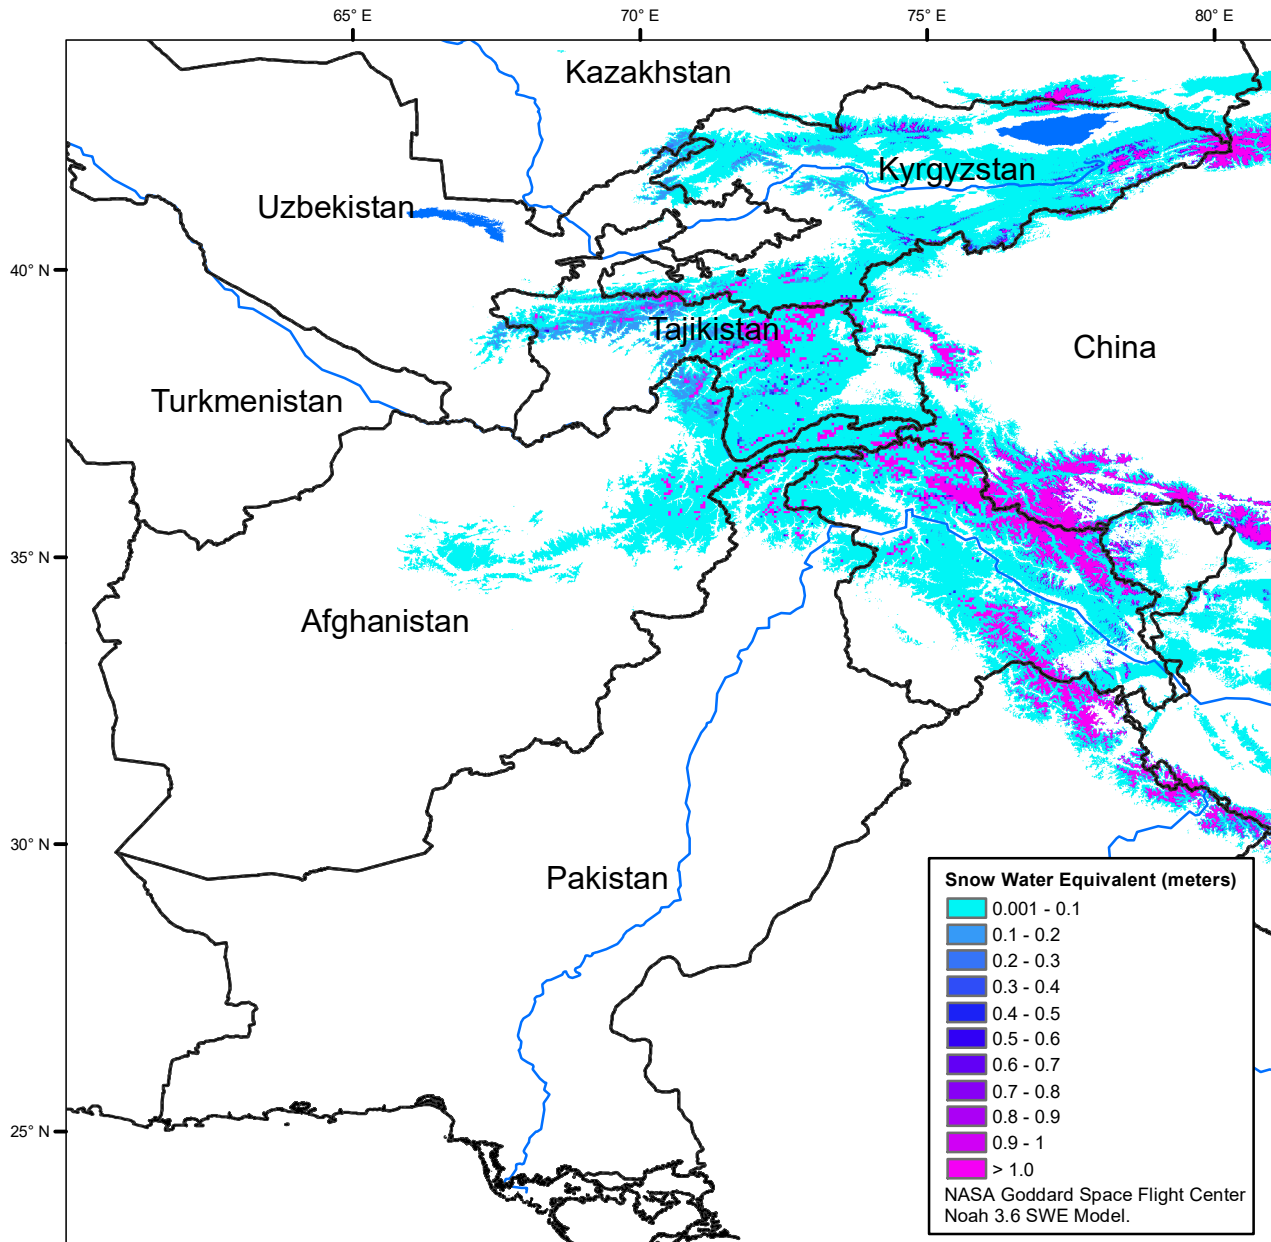 65° E
70° E
75° E
80° E
Kazakhstan
Kyrgyzstan
Uzbekistan
40° N
Tajikistan
China
Turkmenistan
35° N
Afghanistan
30° N
Pakistan
25° N
Snow Water Equivalent (meters)
0.001 - 0.1
0.1 - 0.2
0.2 - 0.3
0.3 - 0.4
0.4 - 0.5
0.5 - 0.6
0.6 - 0.7
0.7 - 0.8
0.8 - 0.9
0.9 - 1
> 1.0
NASA Goddard Space Flight Center
Noah 3.6 SWE Model.